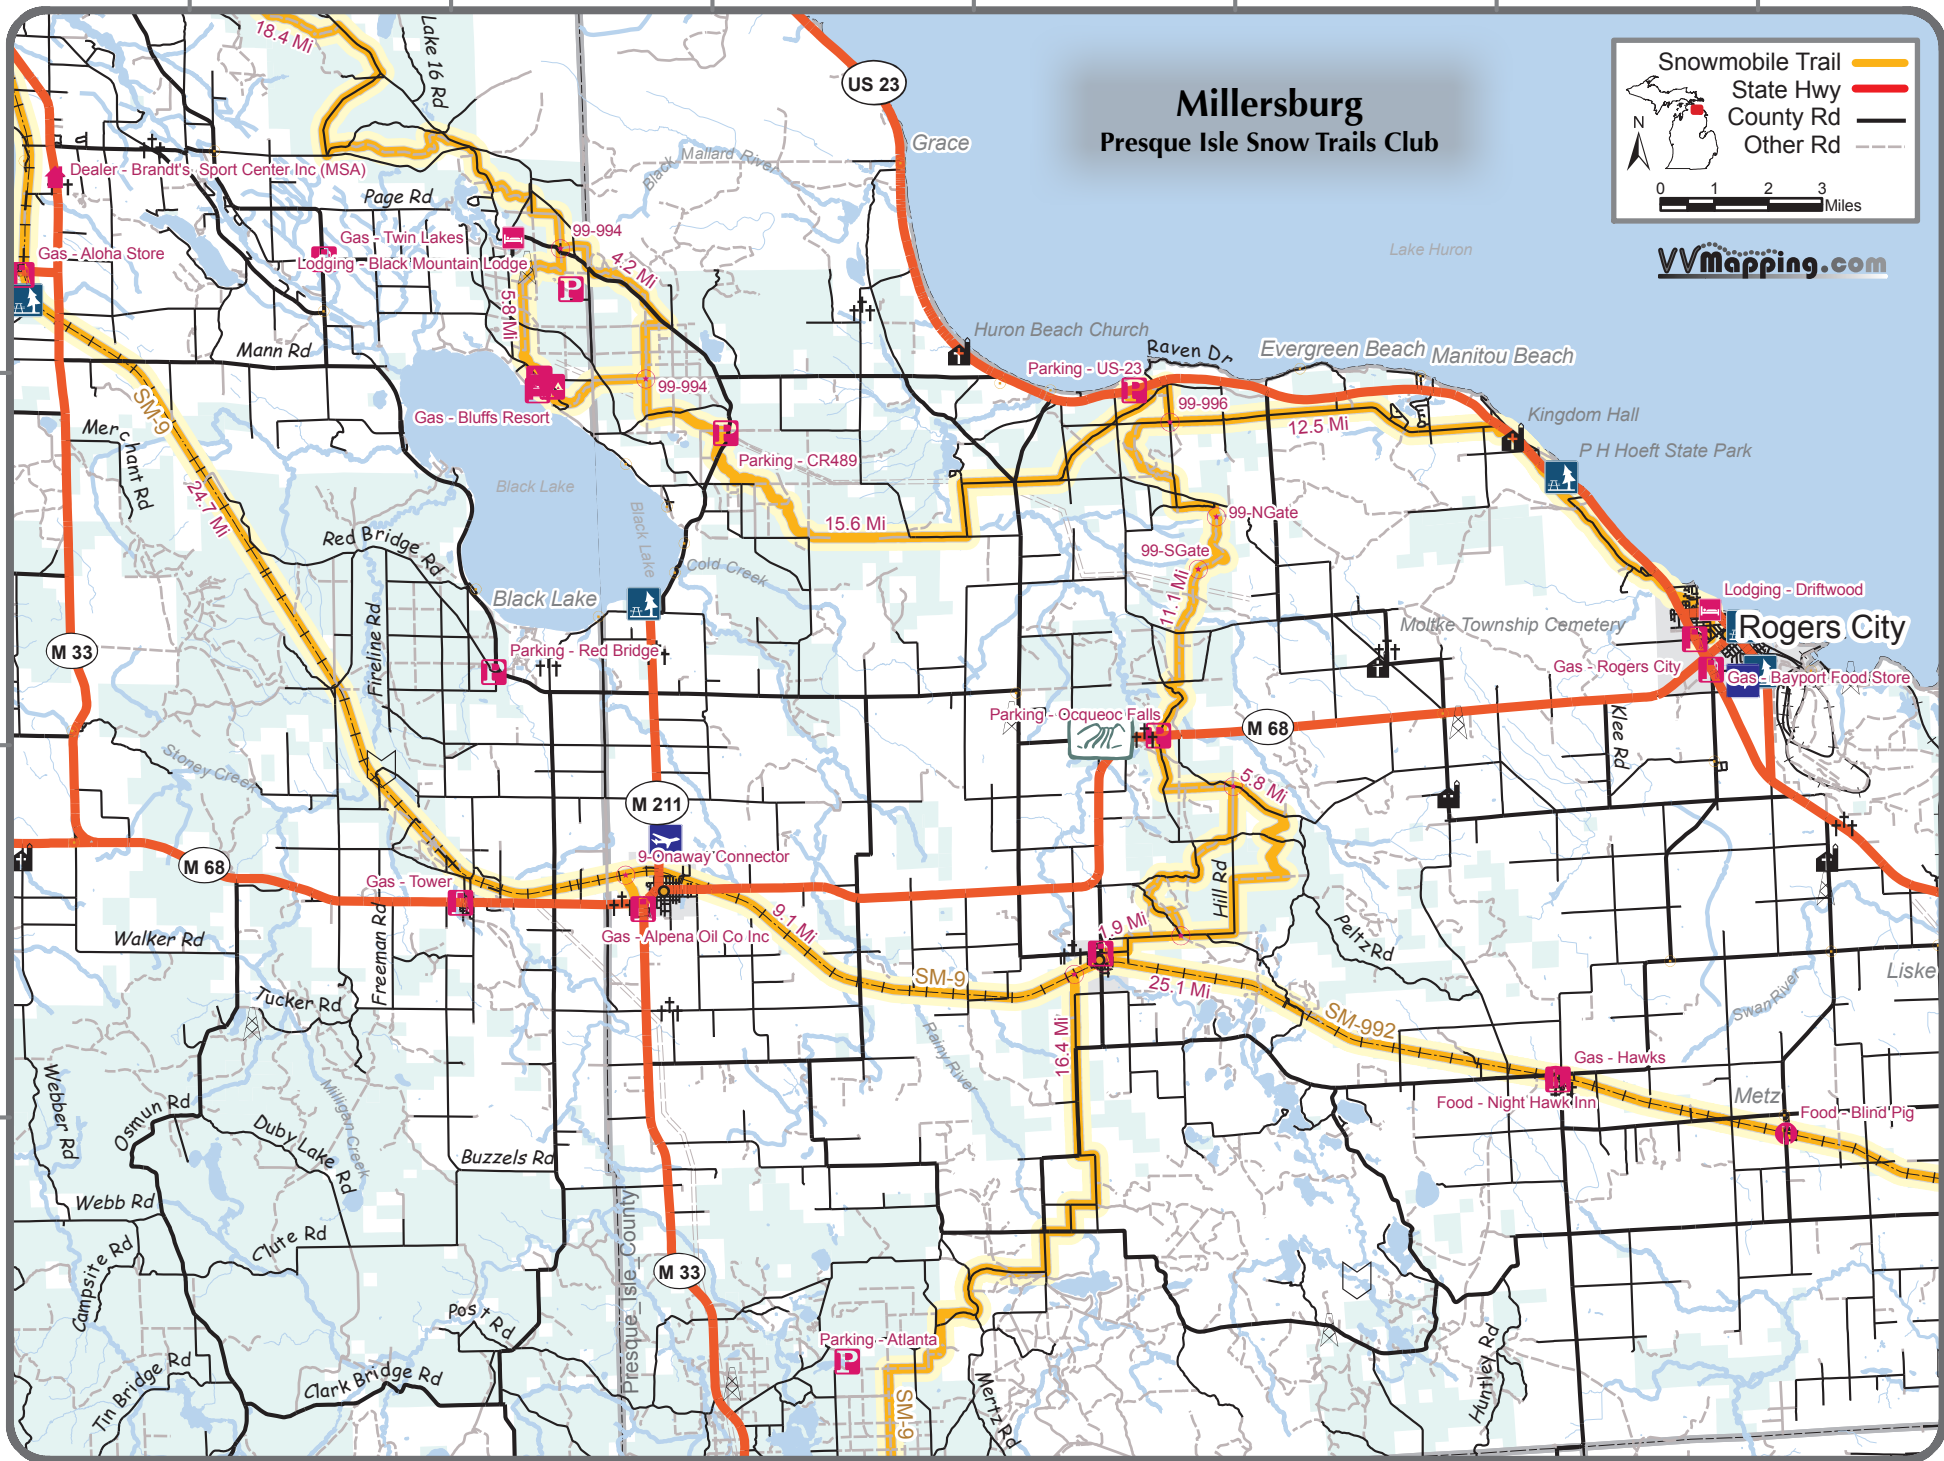 Millersburg
Presque Isle Snow Trails Club
Snowmobile Trail
State Hwy
County Rd
Other Rd
N
0 1 2 3
Miles
VVMapping.com
18.4 Mi
Lake 16 Rd
US 23
Grace
Black Mallard River
Dealer - Brandt's Sport Center Inc (MSA)
Page Rd
Gas - Twin Lakes
99-994
Gas - Aloha Store
Lodging - Black Mountain Lodge
4.2 Mi
P
Lake Huron
5.8 Mi
Huron Beach Church
Mann Rd
Raven Dr
Evergreen Beach
Manitou Beach
Parking - US-23
P
99-994
99-996
SM-9
Gas - Bluffs Resort
12.5 Mi
Kingdom Hall
Merchant Rd
P
Parking - CR489
P H Hoeft State Park
24.7 Mi
Black Lake
Black Lake
99-NGate
15.6 Mi
Red Bridge Rd
99-SGate
Cold Creek
11.1 Mi
Black Lake
Lodging - Driftwood
Fireline Rd
Moltke Township Cemetery
Rogers City
M 33
Parking - Red Bridge
P
Gas - Rogers City
Gas - Bayport Food Store
Parking - Ocqueoc Falls
M 68
Klee Rd
Stoney Creek
5.8 Mi
M 211
9-Onaway Connector
M 68
Gas - Tower
Hill Rd
Freeman Rd
9.1 Mi
1.9 Mi
Peltz Rd
Walker Rd
Gas - Alpena Oil Co Inc
SM-9
25.1 Mi
Liske
Tucker Rd
Swan River
SM-992
Rainy River
16.4 Mi
Gas - Hawks
Webber Rd
Milligan Creek
Metz
Food - Night Hawk Inn
Food - Blind Pig
Osmun Rd
Duby Lake Rd
Buzzels Rd
Webb Rd
Presque_Isle_County
Clute Rd
Campsite Rd
M 33
Post Rd
Parking - Atlanta
P
Huntley Rd
Tin Bridge Rd
Clark Bridge Rd
SM-9
Mertz Rd